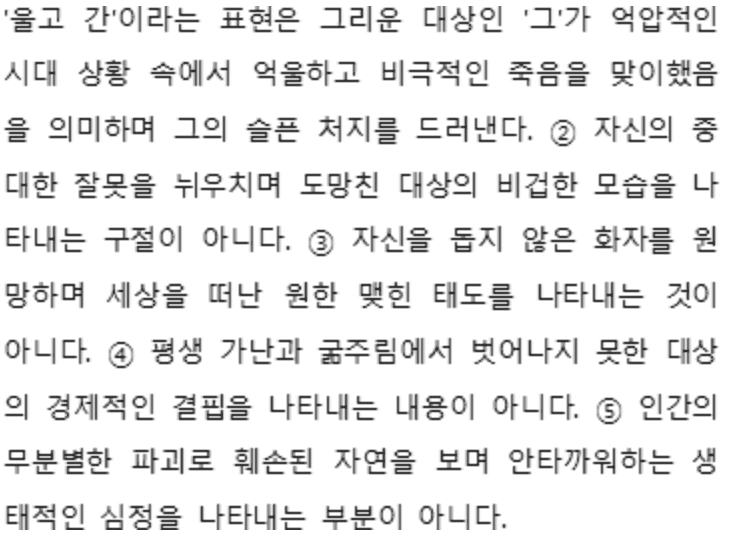 '울고 간'이라는 표현은 그리운 대상인 '그'가 억압적인
시대 상황 속에서 억울하고 비극적인 죽음을 맞이했음
을 의미하며 그의 슬픈 처지를 드러낸다. ② 자신의 중
대한 잘못을 뉘우치며 도망친 대상의 비겁한 모습을 나
타내는 구절이 아니다. ③ 자신을 돕지 않은 화자를 원
망하며 세상을 떠난 원한 맺힌 태도를 나타내는 것이
아니다. ④ 평생 가난과 굶주림에서 벗어나지 못한 대상
의 경제적인 결핍을 나타내는 내용이 아니다. ⑤ 인간의
무분별한 파괴로 훼손된 자연을 보며 안타까워하는 생
태적인 심정을 나타내는 부분이 아니다.